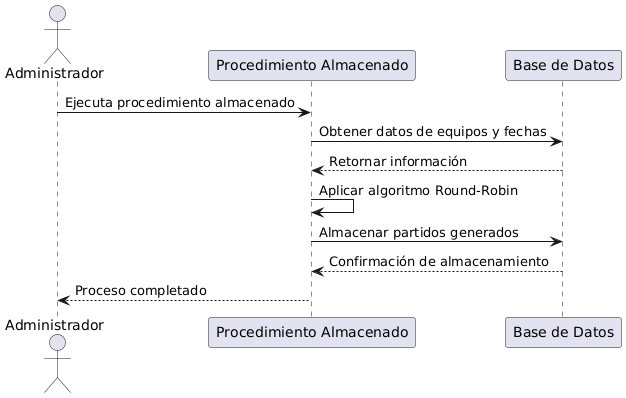 Administrador
Procedimiento Almacenado
Base de Datos
Ejecuta procedimiento almacenado
Obtener datos de equipos y fechas
Retornar información
Aplicar algoritmo Round-Robin
Almacenar partidos generados
Confirmación de almacenamiento
Proceso completado
Administrador
Procedimiento Almacenado
Base de Datos